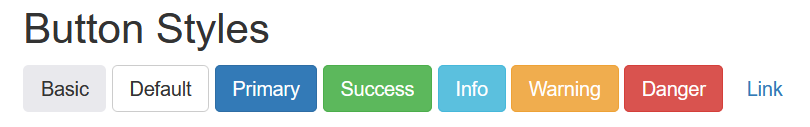 Button Styles
Basic Default Primary Success Info Warning Danger Link